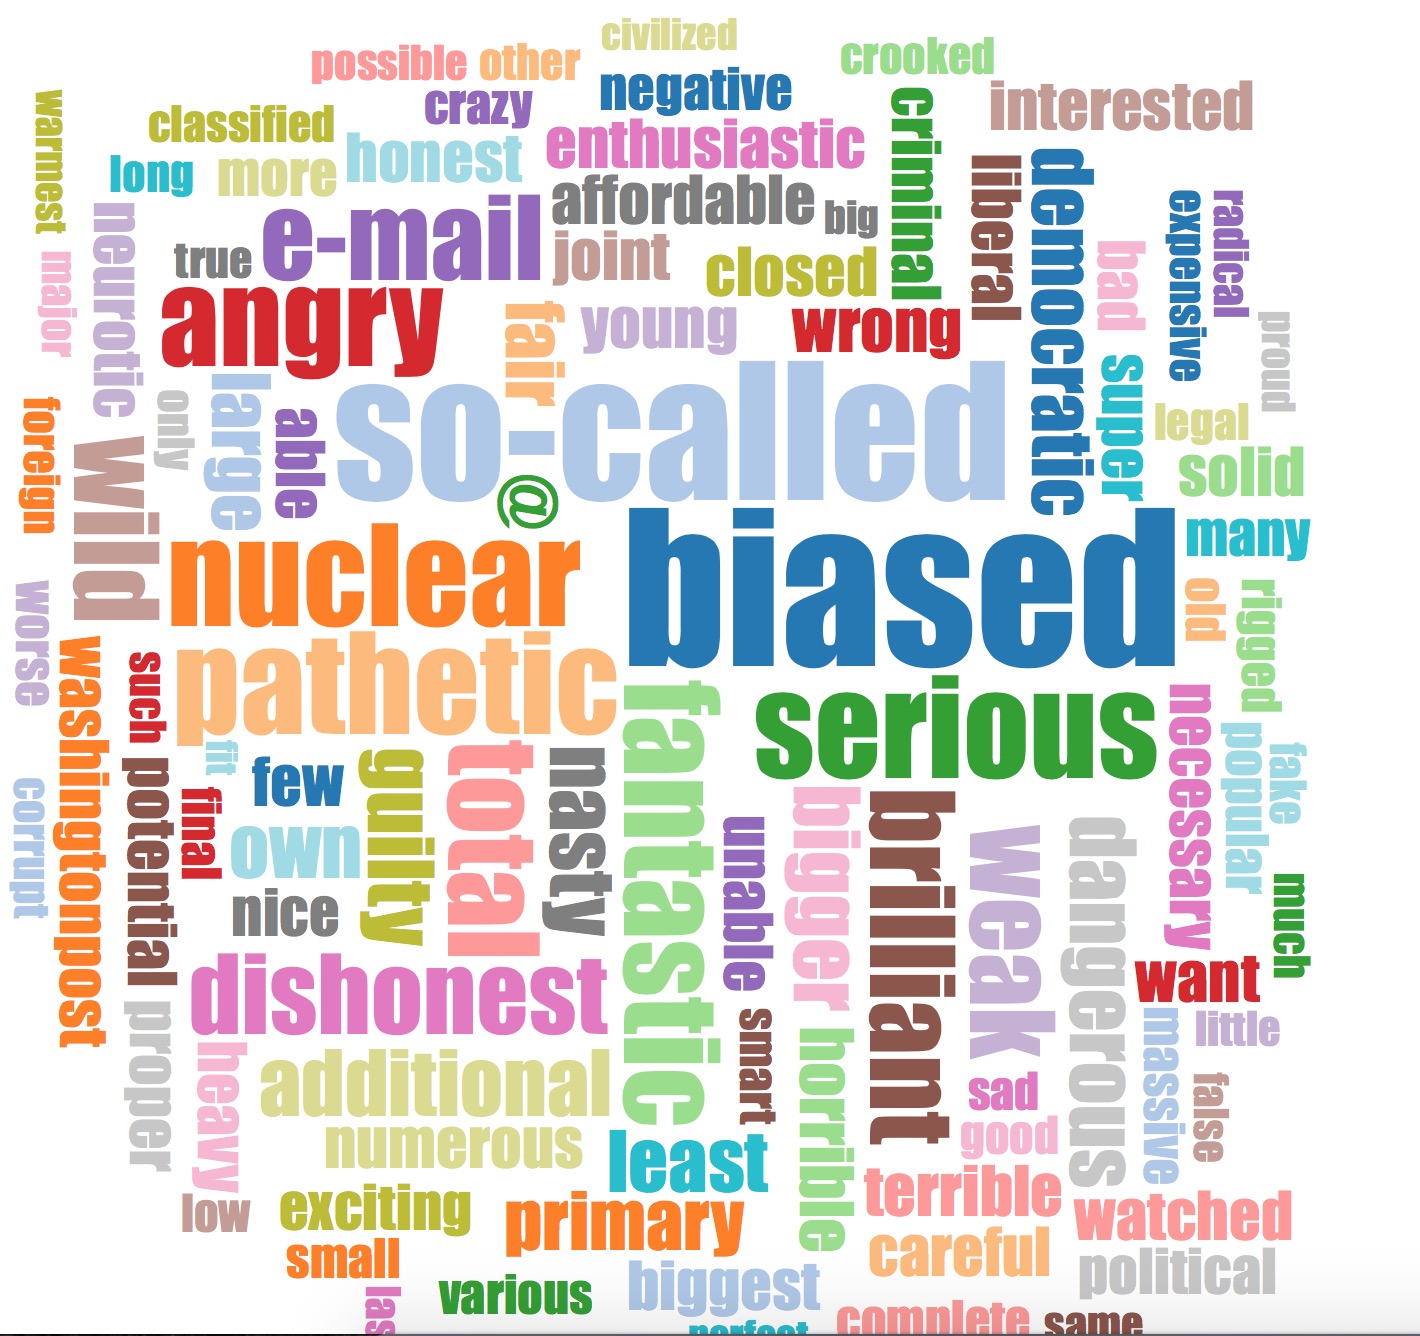 civilized
possible other
crooked
negative
crazy
interested
warmest
classified
enthusiastic
criminal
honest
long
more
liberal
democratic
affordable
big
expensive
radical
neurotic
e-mail
true
joint
closed
bad
major
angry
fair
young
wrong
proud
super
so-called
large
able
only
foreign
legal
wild
solid
@
nuclear
biased
many
old
rigged
worse
pathetic
washingtonpost
such
fantastic
serious
necessary
popular
fake
fit
few
guilty
total
nasty
potential
final
corrupt
own
unable
bigger
brilliant
weak
dangerous
much
nice
dishonest
want
little
massive
proper
smart
horrible
heavy
additional
sad
false
good
numerous
least
terrible
low
exciting
primary
watched
careful
small
political
various
biggest
las
complete
same
perfect